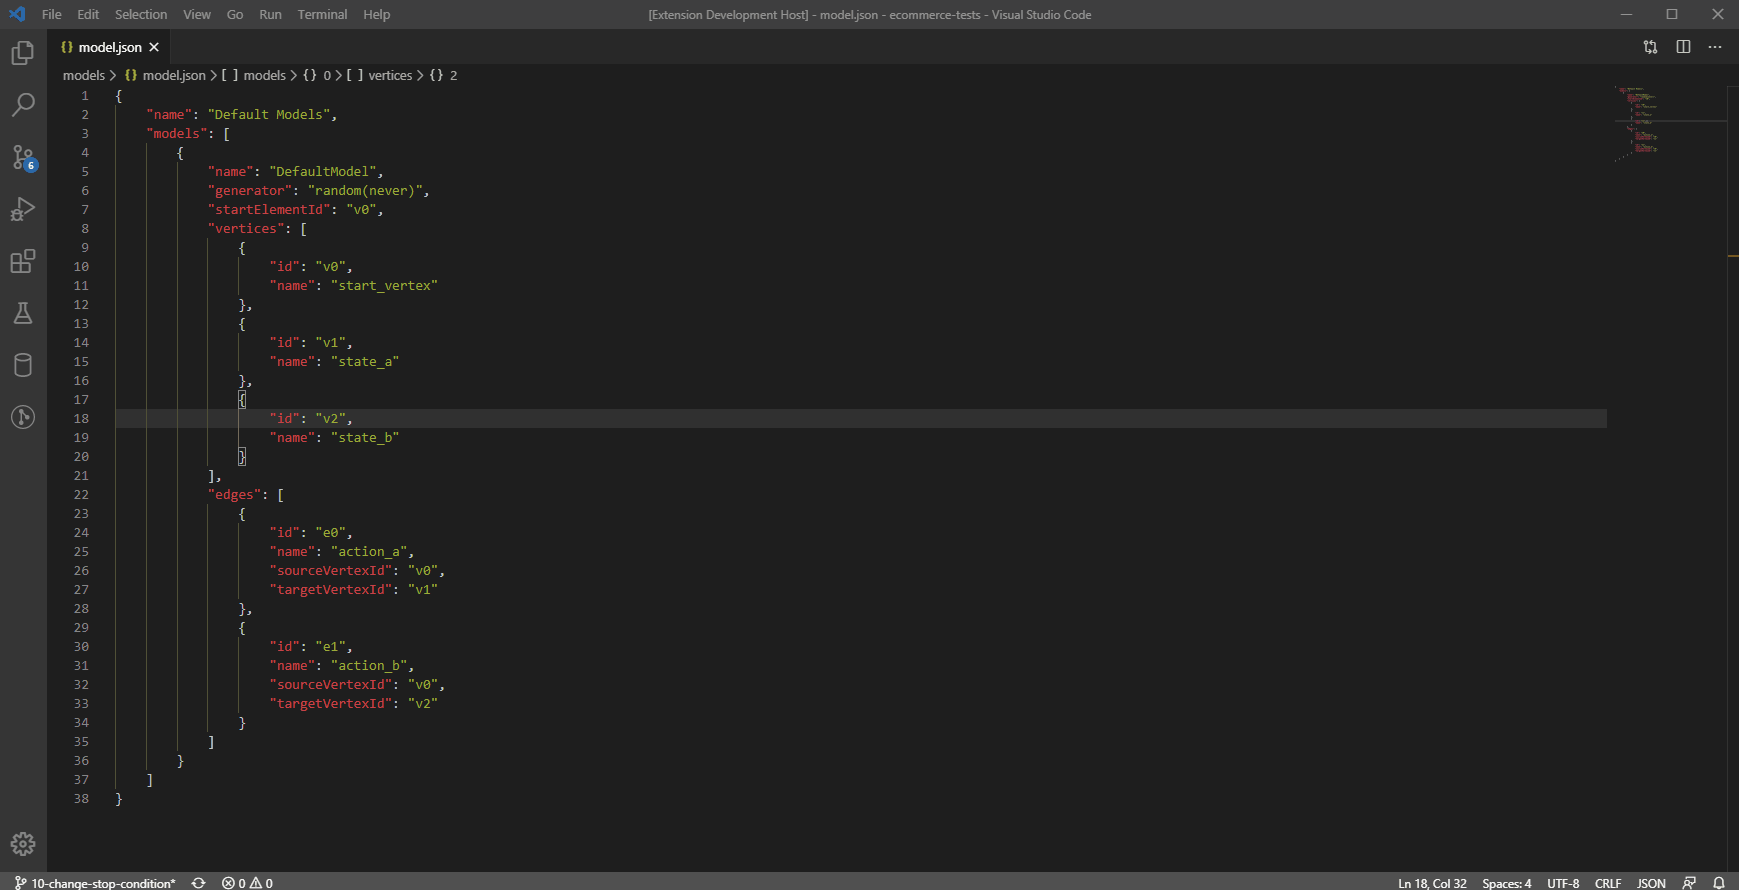 File Edit Selection View Go Run Terminal Help [Extension Development Host] - model.json - ecommerce-tests - Visual Studio Code
{} model.json
models > {} model.json > [ ] models > {} 0 > [ ] vertices > {} 2
1 {
2 "name": "Default Models",
3 "models": [
4 {
5 "name": "DefaultModel",
6 "generator": "random(never)",
7 "startElementId": "v0",
8 "vertices": [
9 {
10 "id": "v0",
11 "name": "start_vertex"
12 },
13 {
14 "id": "v1",
15 "name": "state_a"
16 },
17 {
18 "id": "v2",
19 "name": "state_b"
20 }
21 ],
22 "edges": [
23 {
24 "id": "e0",
25 "name": "action_a",
26 "sourceVertexId": "v0",
27 "targetVertexId": "v1"
28 },
29 {
30 "id": "e1",
31 "name": "action_b",
32 "sourceVertexId": "v0",
33 "targetVertexId": "v2"
34 }
35 ]
36 }
37 ]
38 }
6
10-change-stop-condition* 0 0 Ln 18, Col 32 Spaces: 4 UTF-8 CRLF JSON